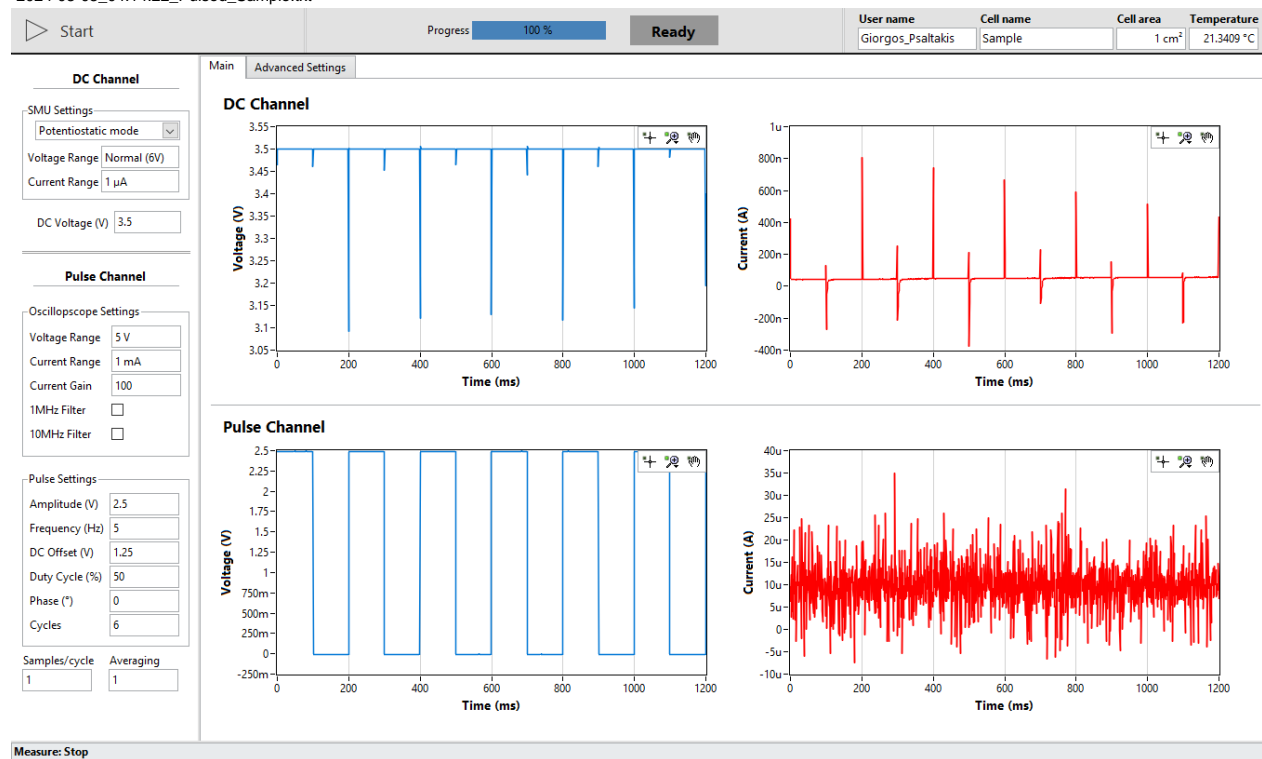 Start
Progress
100 %
Ready
User name
Cell name
Cell area
Temperature
Giorgos_Psaltakis
Sample
1 cm²
21.3409 °C
DC Channel
SMU Settings
Potentiostatic mode
Voltage Range Normal (6V)
Current Range 1 µA
DC Voltage (V) 3.5
Pulse Channel
Oscillopscope Settings
Voltage Range 5 V
Current Range 1 mA
Current Gain 100
1MHz Filter
10MHz Filter
Pulse Settings
Amplitude (V) 2.5
Frequency (Hz) 5
DC Offset (V) 1.25
Duty Cycle (%) 50
Phase (°) 0
Cycles 6
Samples/cycle Averaging
1 1
Main Advanced Settings
DC Channel
3.55
3.5
3.45
3.4
3.35
3.3
3.25
3.2
3.15
3.1
3.05
Voltage (V)
0 200 400 600 800 1000 1200
Time (ms)
1u
800n
600n
400n
200n
0
-200n
-400n
Current (A)
0 200 400 600 800 1000 1200
Time (ms)
Pulse Channel
2.5
2.25
2
1.75
1.5
1.25
1
750m
500m
250m
0
-250m
Voltage (V)
0 200 400 600 800 1000 1200
Time (ms)
40u
35u
30u
25u
20u
15u
10u
5u
0
-5u
-10u
Current (A)
0 200 400 600 800 1000 1200
Time (ms)
Measure: Stop